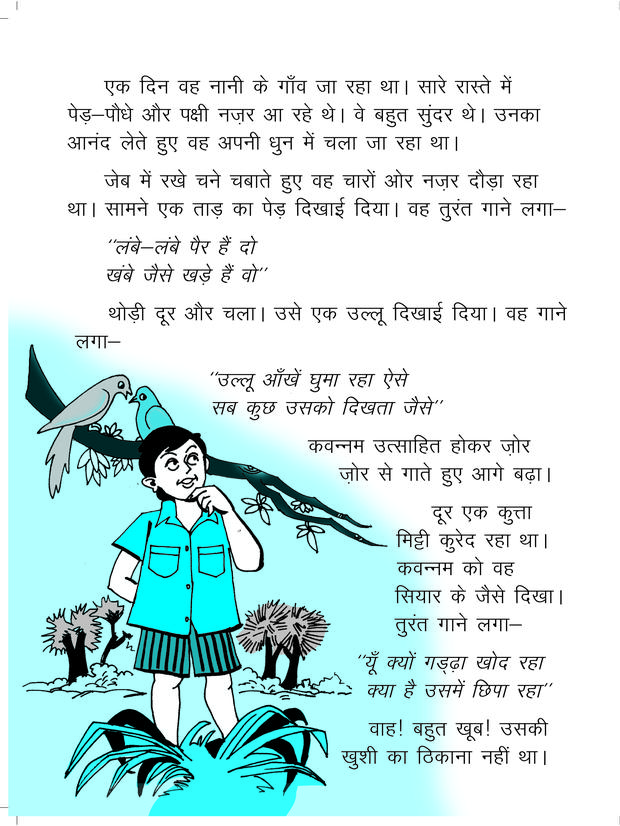 एक दिन वह नानी के गाँव जा रहा था। सारे रास्ते में
पेड़–पौधे और पक्षी नज़र आ रहे थे। वे बहुत सुंदर थे। उनका
आनंद लेते हुए वह अपनी धुन में चला जा रहा था।
जेब में रखे चने चबाते हुए वह चारों ओर नज़र दौड़ा रहा
था। सामने एक ताड़ का पेड़ दिखाई दिया। वह तुरंत गाने लगा–
“लंबे–लंबे पैर हैं दो
खंबे जैसे खड़े हैं वो”
थोड़ी दूर और चला। उसे एक उल्लू दिखाई दिया। वह गाने
लगा–
“उल्लू आँखें घुमा रहा ऐसे
सब कुछ उसको दिखता जैसे”
कवन्नम उत्साहित होकर ज़ोर
ज़ोर से गाते हुए आगे बढ़ा।
दूर एक कुत्ता
मिट्टी कुरेद रहा था।
कवन्नम को वह
सियार के जैसे दिखा।
तुरंत गाने लगा–
“यूँ क्यों गड्ढ़ा खोद रहा
क्या है उसमें छिपा रहा”
वाह! बहुत खूब! उसकी
खुशी का ठिकाना नहीं था।